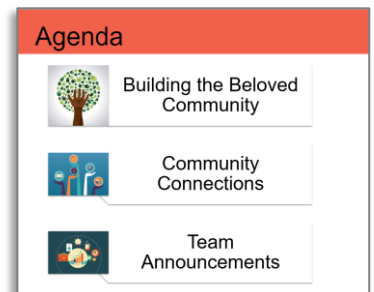 Agenda
Building the Beloved
Community
Community
Connections
Team
Announcements